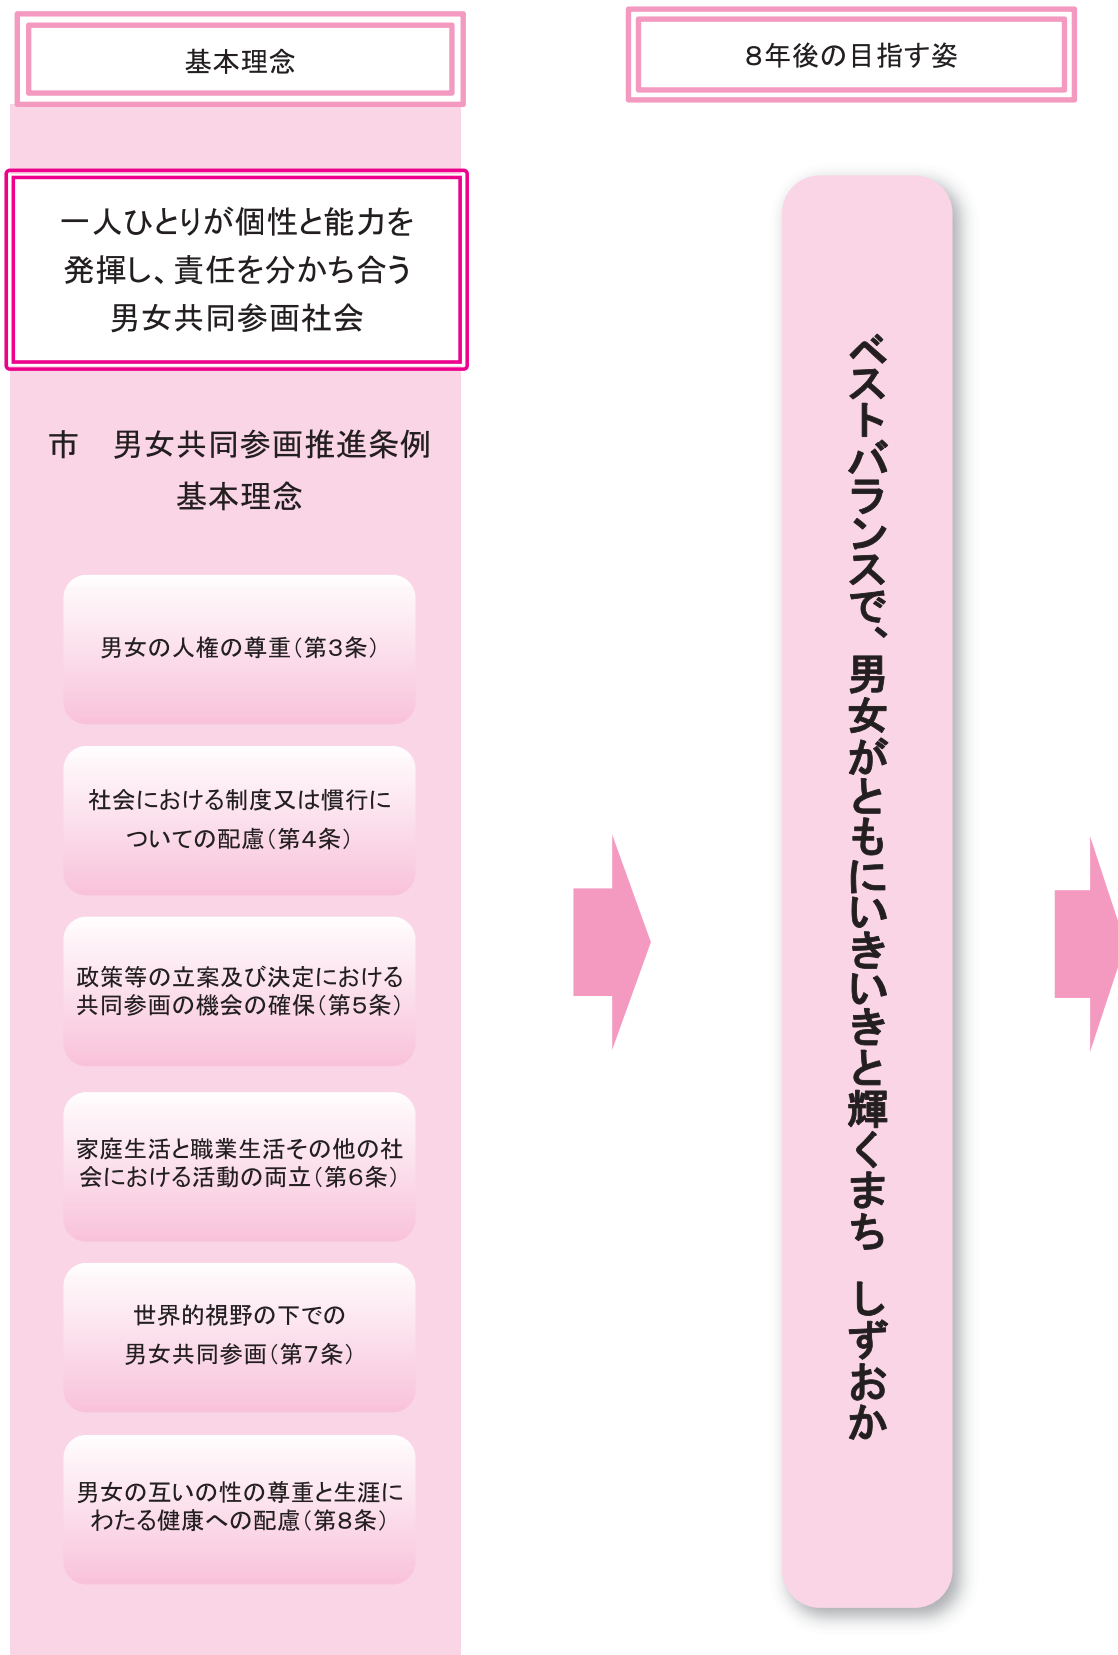 基本理念
一人ひとりが個性と能力を
発揮し、責任を分かち合う
男女共同参画社会
市　男女共同参画推進条例
基本理念
男女の人権の尊重（第3条）
社会における制度又は慣行に
ついての配慮（第4条）
政策等の立案及び決定における
共同参画の機会の確保（第5条）
家庭生活と職業生活その他の社
会における活動の両立（第6条）
世界的視野の下での
男女共同参画（第7条）
男女の互いの性の尊重と生涯に
わたる健康への配慮（第8条）
8年後の目指す姿
ベストバランスで、男女がともにいきいきと輝くまち　しずおか